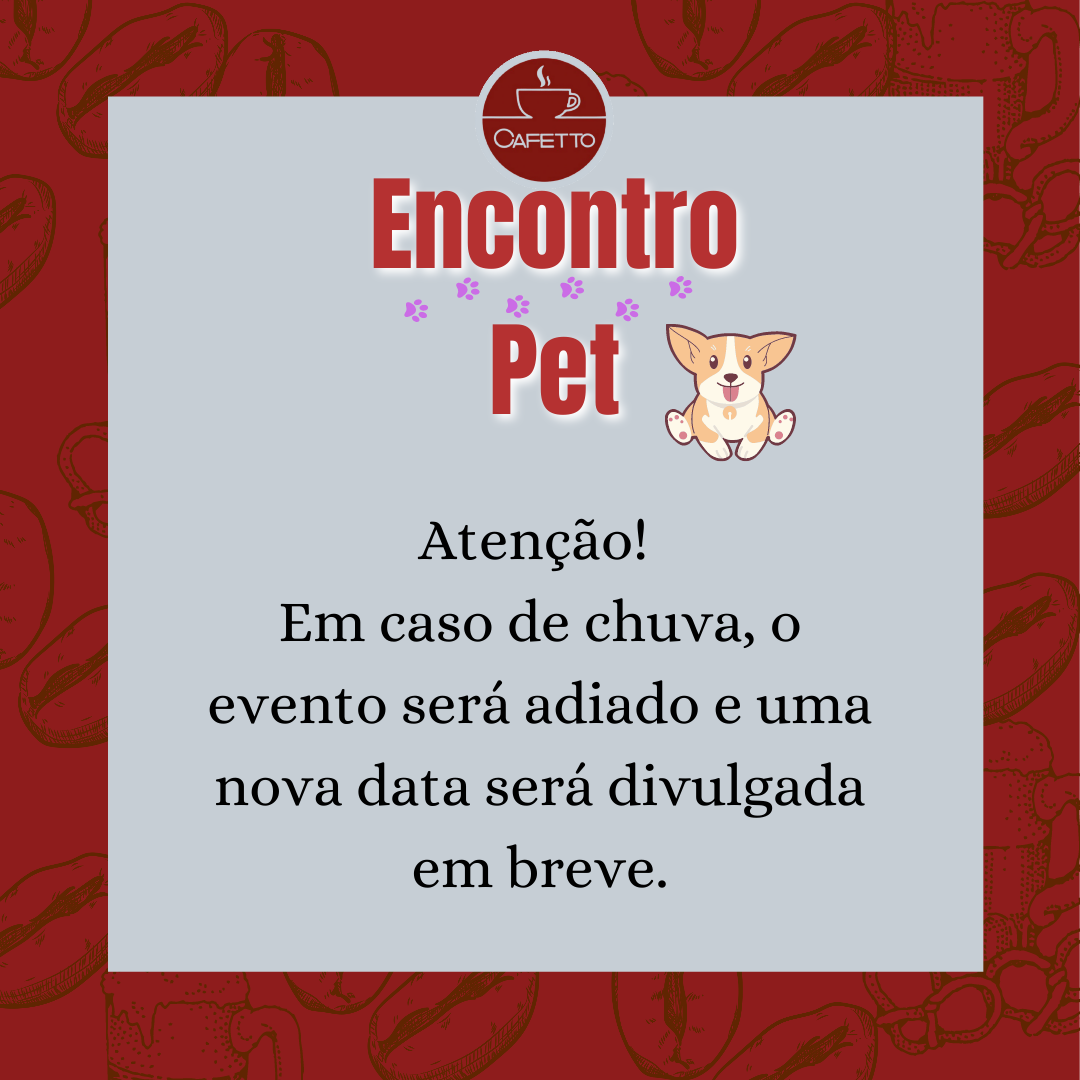 CAFETTO
Encontro
Pet
Atenção!
Em caso de chuva, o
evento será adiado e uma
nova data será divulgada
em breve.